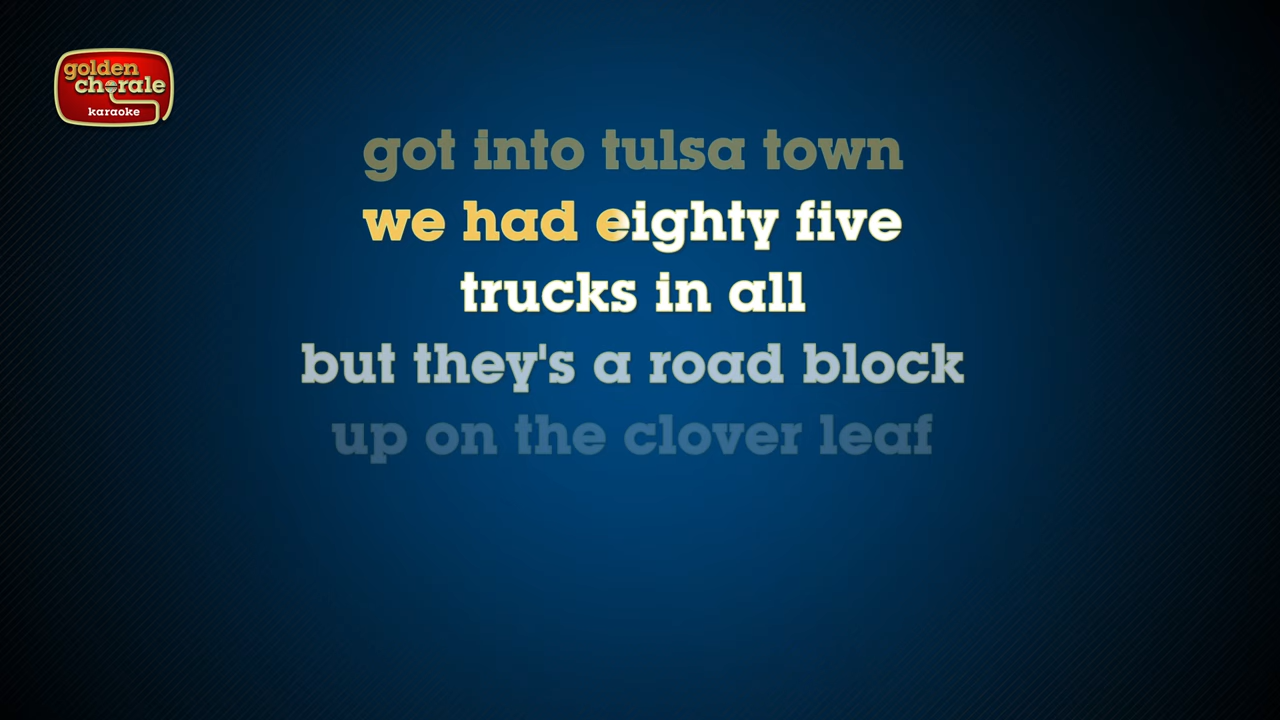 golden
chorale
karaoke
got into tulsa town
we had eighty five
trucks in all
but they's a road block
up on the clover leaf